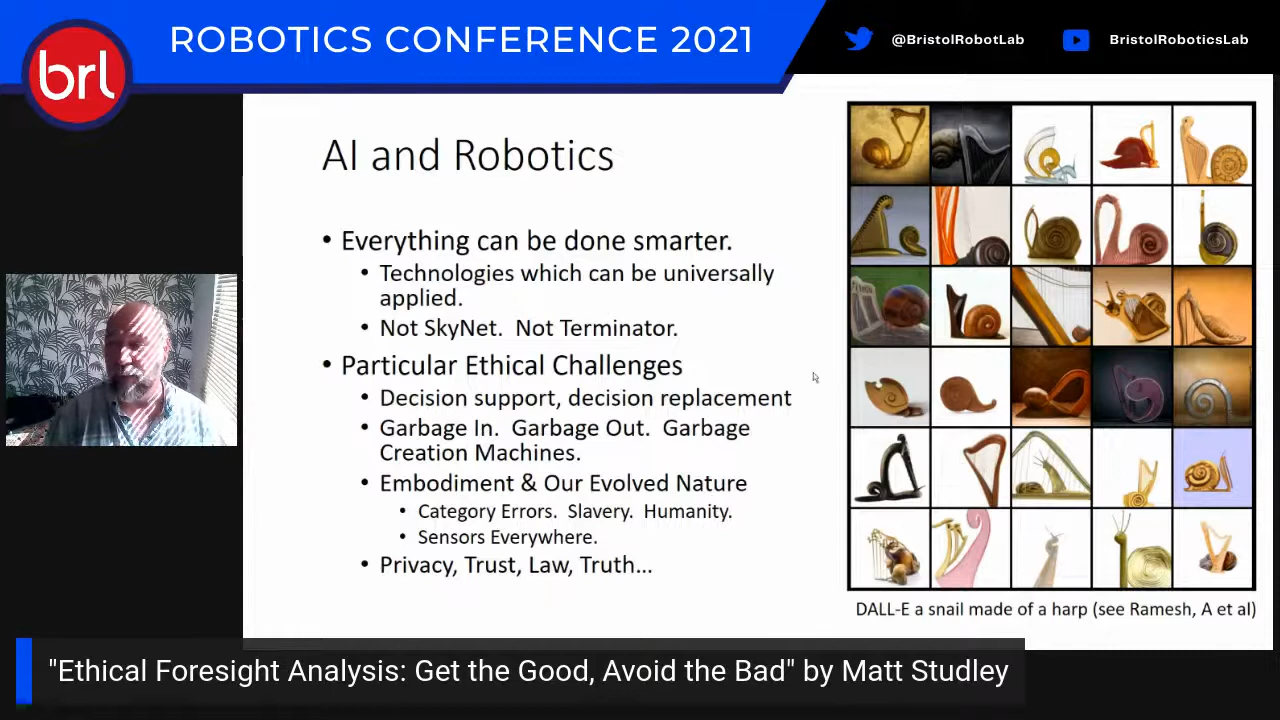 brl
ROBOTICS CONFERENCE 2021
@BristolRobotLab
BristolRoboticsLab
AI and Robotics
• Everything can be done smarter.
• Technologies which can be universally
applied.
• Not SkyNet. Not Terminator.
• Particular Ethical Challenges
• Decision support, decision replacement
• Garbage In. Garbage Out. Garbage
Creation Machines.
• Embodiment & Our Evolved Nature
• Category Errors. Slavery. Humanity.
• Sensors Everywhere.
• Privacy, Trust, Law, Truth...
DALL-E a snail made of a harp (see Ramesh, A et al)
"Ethical Foresight Analysis: Get the Good, Avoid the Bad" by Matt Studley